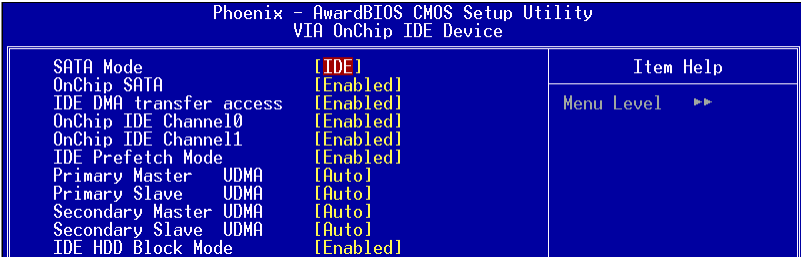 Phoenix - AwardBIOS CMOS Setup Utility
VIA OnChip IDE Device
SATA Mode [IDE]
OnChip SATA [Enabled]
IDE DMA transfer access [Enabled]
OnChip IDE Channel0 [Enabled]
OnChip IDE Channel1 [Enabled]
IDE Prefetch Mode [Enabled]
Primary Master UDMA [Auto]
Primary Slave UDMA [Auto]
Secondary Master UDMA [Auto]
Secondary Slave UDMA [Auto]
IDE HDD Block Mode [Enabled]
Item Help
Menu Level ►►